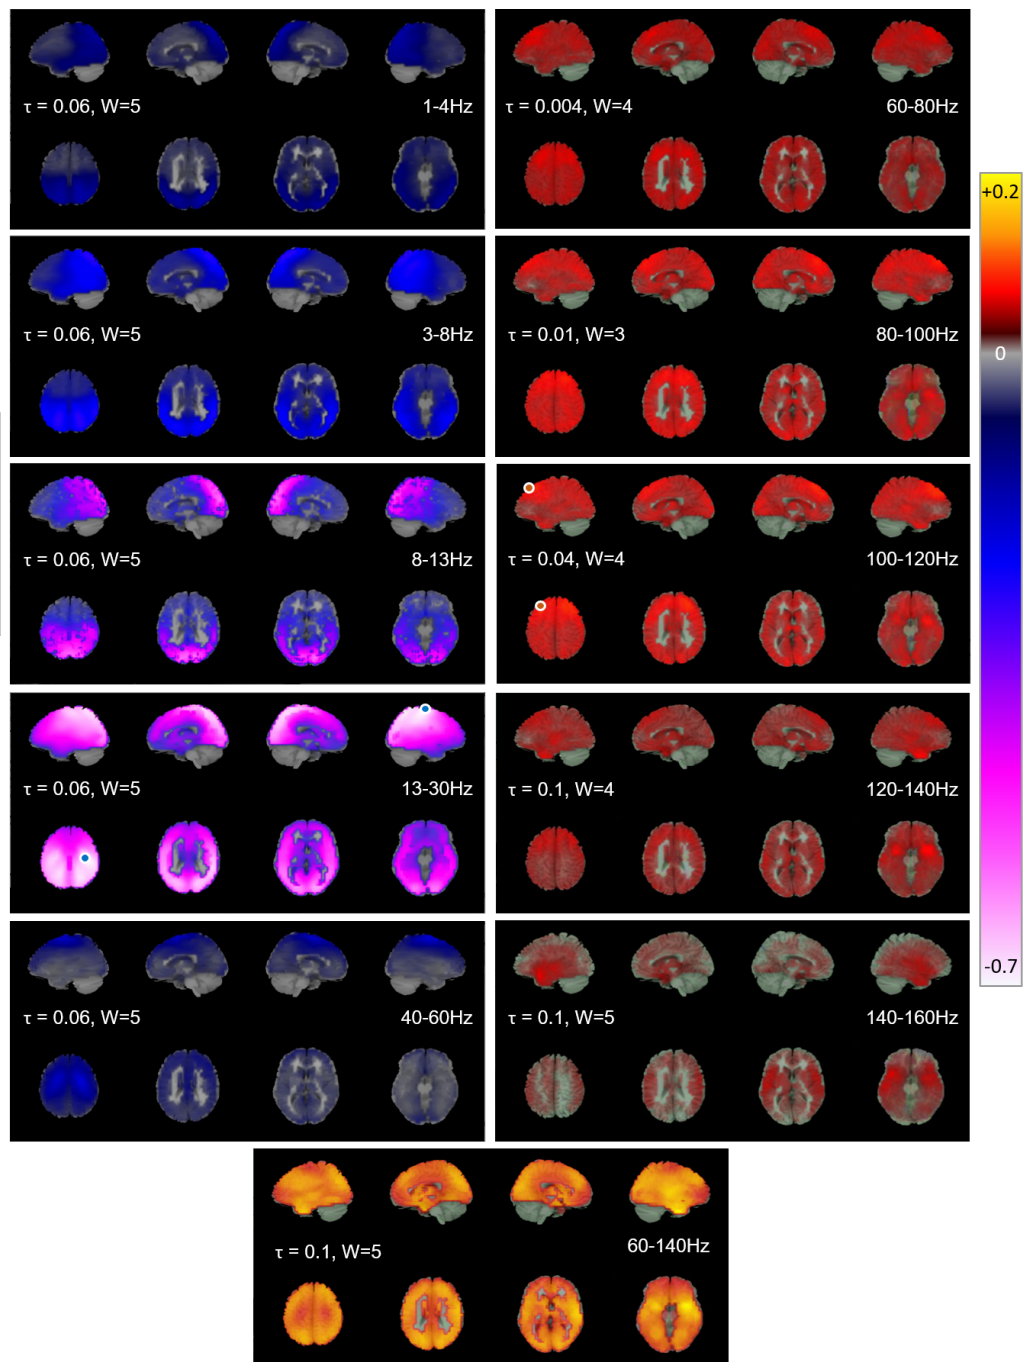 τ = 0.06, W=5 1-4Hz
τ = 0.004, W=4 60-80Hz
+0.2
τ = 0.06, W=5 3-8Hz
τ = 0.01, W=3 80-100Hz
0
τ = 0.06, W=5 8-13Hz
τ = 0.04, W=4 100-120Hz
τ = 0.06, W=5 13-30Hz
τ = 0.1, W=4 120-140Hz
τ = 0.06, W=5 40-60Hz
τ = 0.1, W=5 140-160Hz
-0.7
τ = 0.1, W=5 60-140Hz